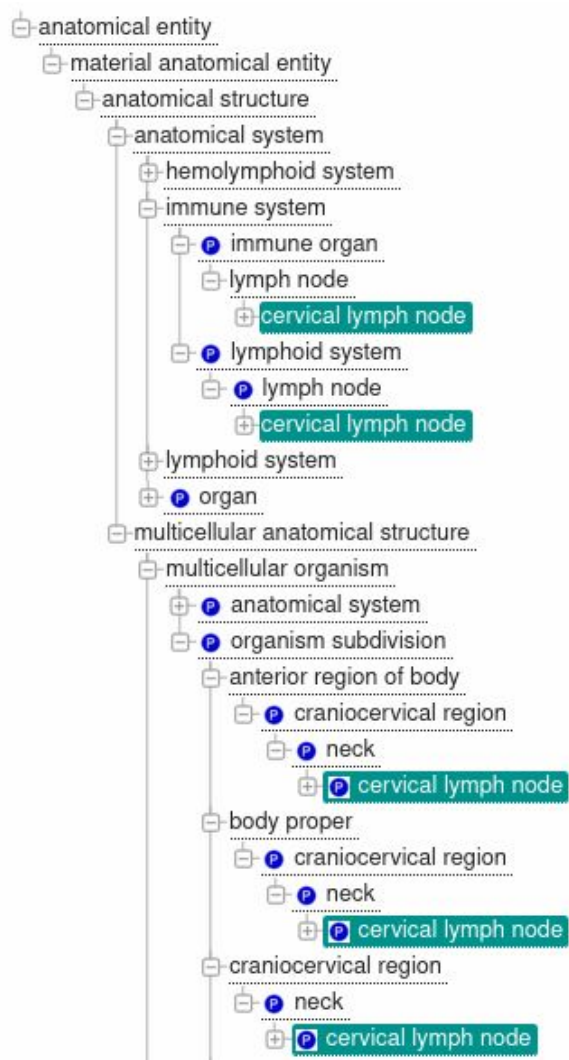 anatomical entity
material anatomical entity
anatomical structure
anatomical system
hemolymphoid system
immune system
P immune organ
lymph node
cervical lymph node
P lymphoid system
P lymph node
cervical lymph node
lymphoid system
P organ
multicellular anatomical structure
multicellular organism
P anatomical system
P organism subdivision
anterior region of body
P craniocervical region
P neck
P cervical lymph node
body proper
P craniocervical region
P neck
P cervical lymph node
craniocervical region
P neck
P cervical lymph node